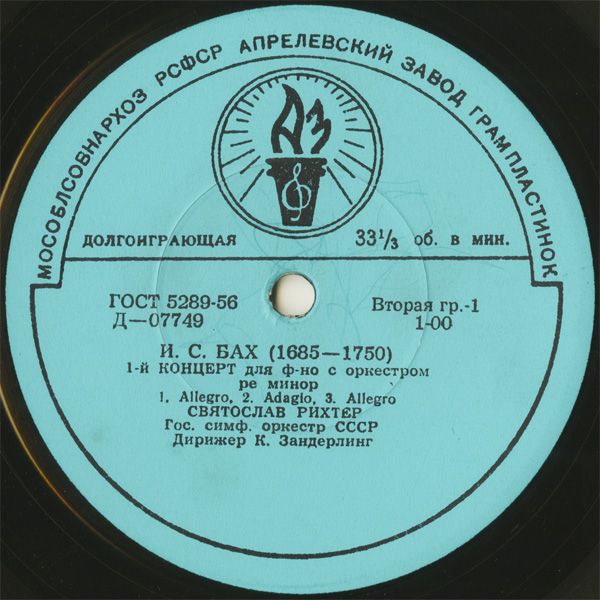 МОСОБЛСОВНАРХОЗ РСФСР АПРЕЛЕВСКИЙ ЗАВОД ГРАМПЛАСТИНОК
АЗ
ДОЛГОИГРАЮЩАЯ 33⅓ об. в мин.
ГОСТ 5289-56 Вторая гр.-1
Д—07749 1-00
И. С. БАХ (1685—1750)
1-й КОНЦЕРТ для ф-но с оркестром
ре минор
1. Allegro, 2. Adagio, 3. Allegro
СВЯТОСЛАВ РИХТЕР
Гос. симф. оркестр СССР
Дирижер К. Зандерлинг